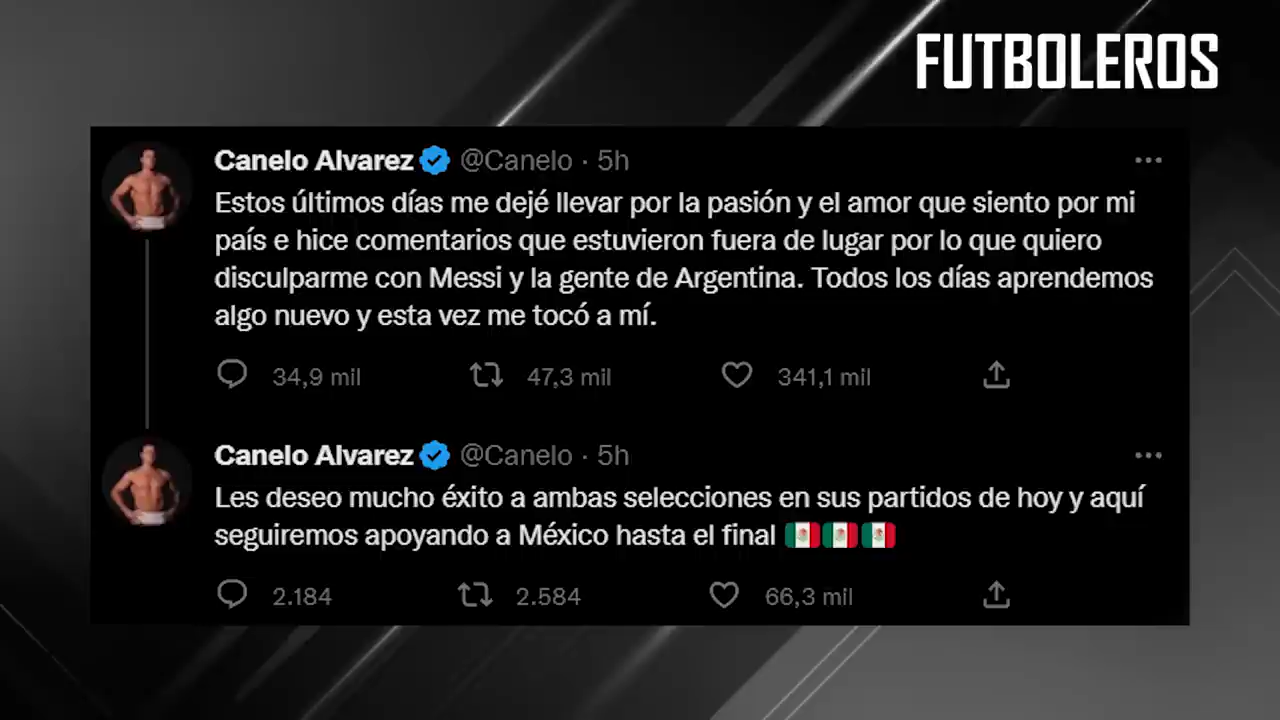 FUTBOLEROS
Canelo Alvarez @Canelo · 5h
Estos últimos días me dejé llevar por la pasión y el amor que siento por mi
país e hice comentarios que estuvieron fuera de lugar por lo que quiero
disculparme con Messi y la gente de Argentina. Todos los días aprendemos
algo nuevo y esta vez me tocó a mí.
34,9 mil 47,3 mil 341,1 mil
Canelo Alvarez @Canelo · 5h
Les deseo mucho éxito a ambas selecciones en sus partidos de hoy y aquí
seguiremos apoyando a México hasta el final 🇲🇽🇲🇽🇲🇽
2.184 2.584 66,3 mil